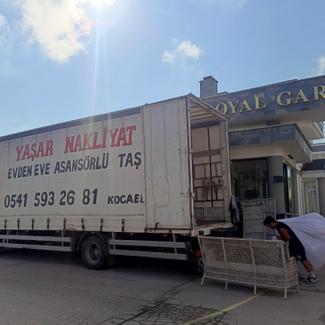 YAŞAR NAKLİYAT
EVDEN EVE ASANSÖRLÜ TAŞ
0541 593 26 81 KOCAEL
OYAL GAR